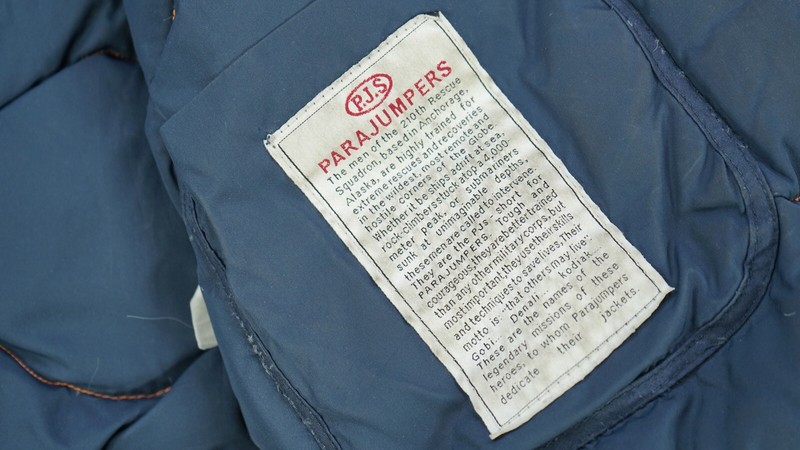 P.J.S
PARAJUMPERS
The men of the 210th Rescue
Squadron, based in Anchorage,
Alaska, are highly trained for
extreme rescues and recoveries
in the wildest, most remote and
hostile corners of the Globe.
Whether it be ships adrift at sea,
rock-climbers stuck atop a 4,000-
meter peak, or submariners
sunk at unimaginable depths,
these men are called to intervene.
They are the PJs, short for
PARAJUMPERS. Tough and
courageous, they are better trained
than any other military corps, but
most important, they use their skills
and techniques to save lives. Their
motto is "that others may live".
Gobi... Denali... kodiak...
These are the names of the
legendary missions of these
heroes, to whom Parajumpers
dedicate their jackets.